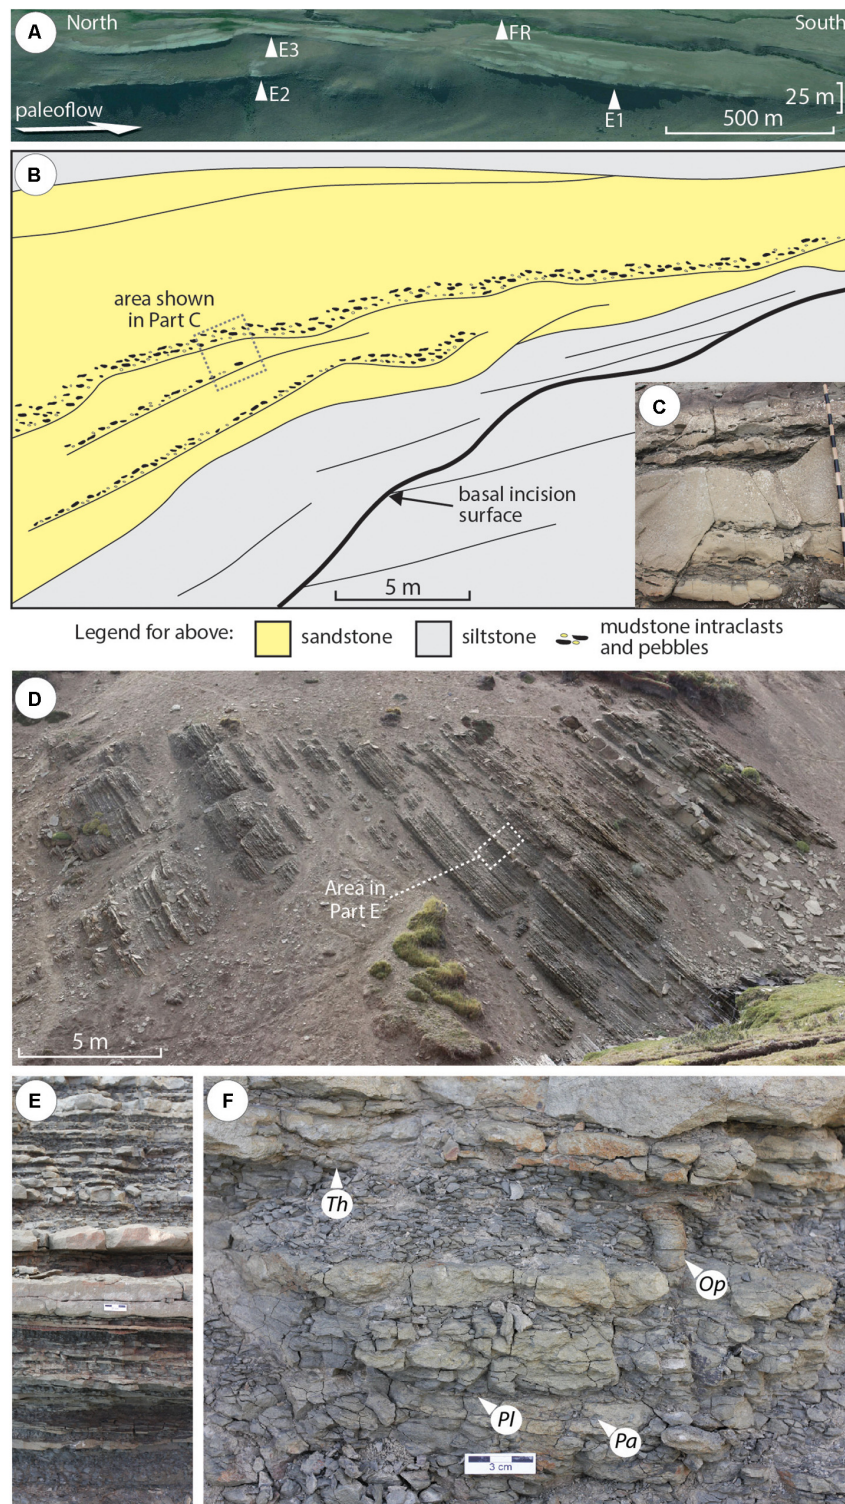 A
North
South
E3
FR
E2
E1
25 m
paleoflow
500 m
B
area shown
in Part C
C
basal incision
surface
5 m
Legend for above:
sandstone
siltstone
mudstone intraclasts
and pebbles
D
Area in
Part E
5 m
E
F
Th
Op
Pl
Pa
3 cm